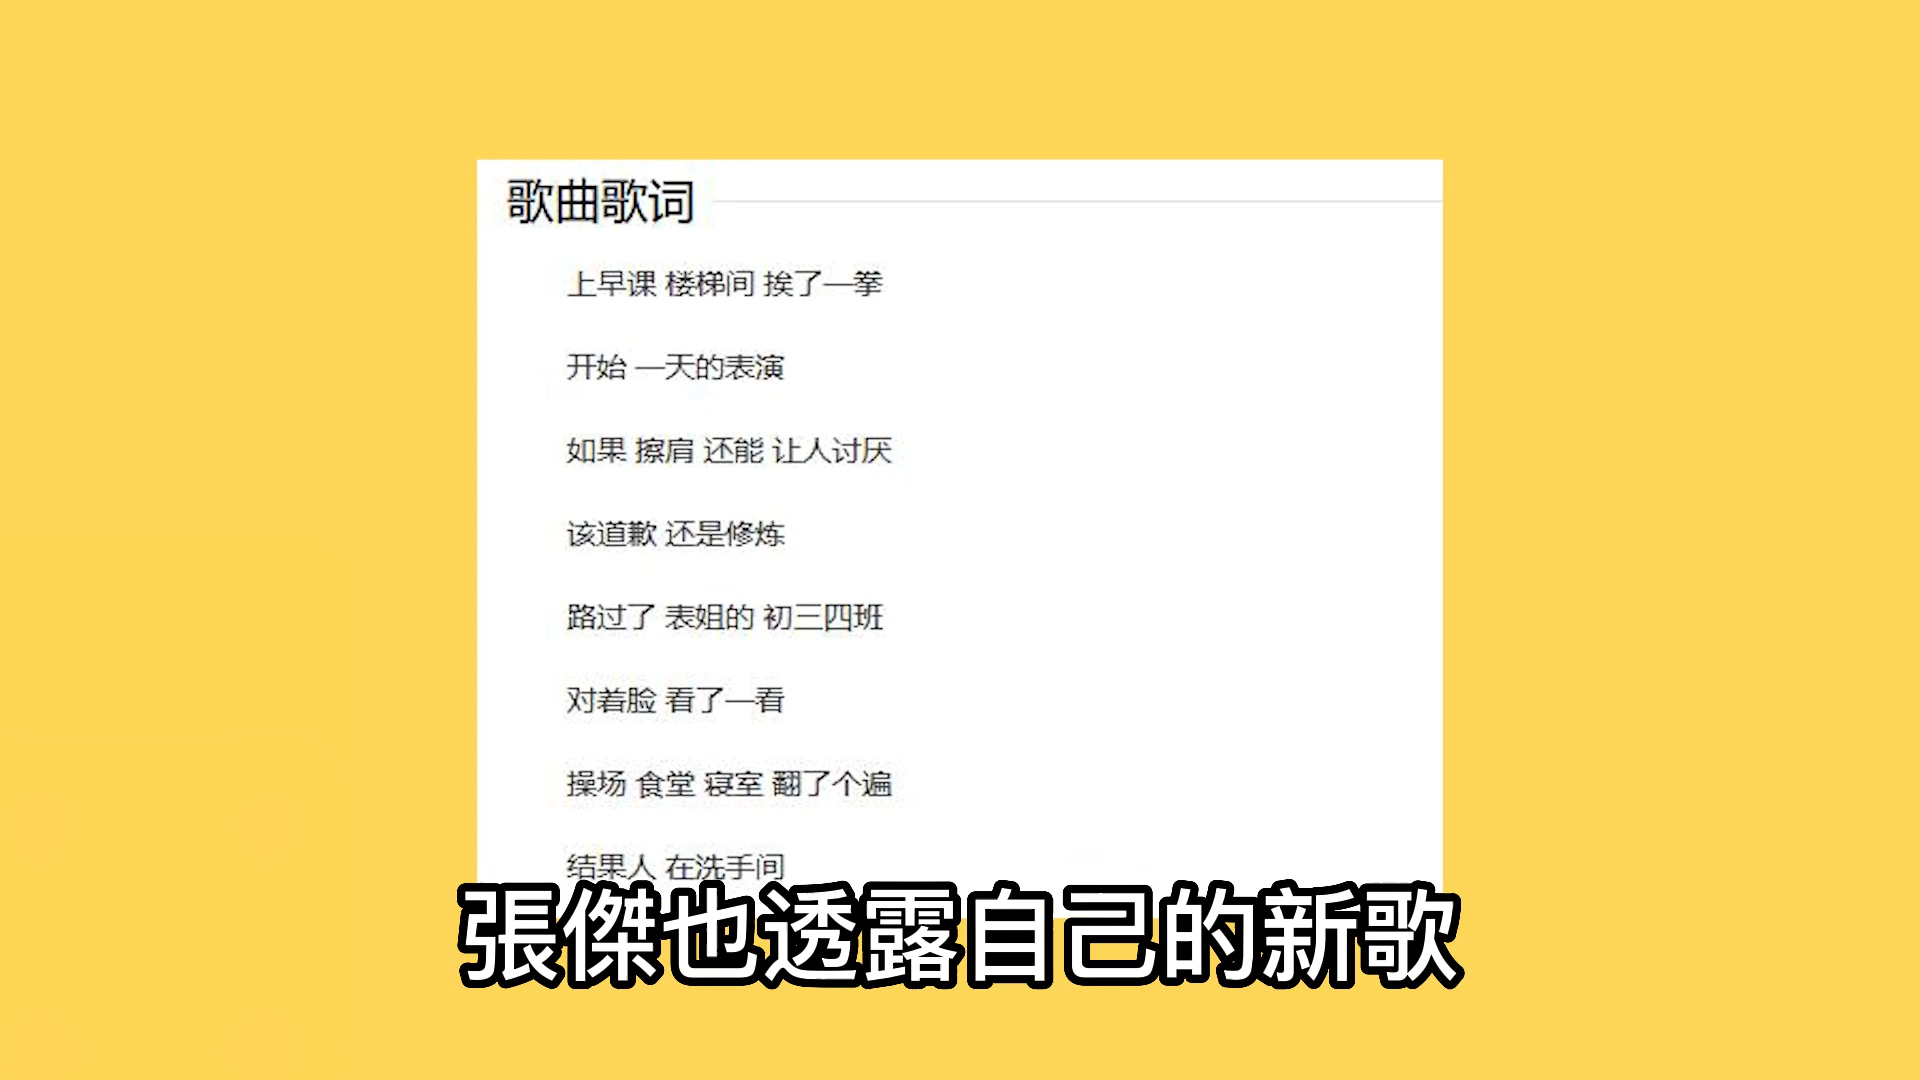 歌曲歌词
上早课 楼梯间 挨了一拳
开始 一天的表演
如果 擦肩 还能 让人讨厌
该道歉 还是修炼
路过了 表姐的 初三四班
对着脸 看了一看
操场 食堂 寝室 翻了个遍
结果人 在洗手间
張傑也透露自己的新歌